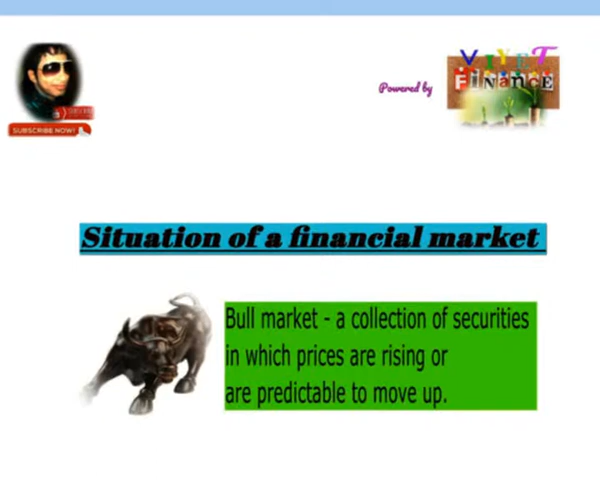 Powered by
VIYET
FINANCE
SUBSCRIBE NOW!
Situation of a financial market
Bull market - a collection of securities
in which prices are rising or
are predictable to move up.